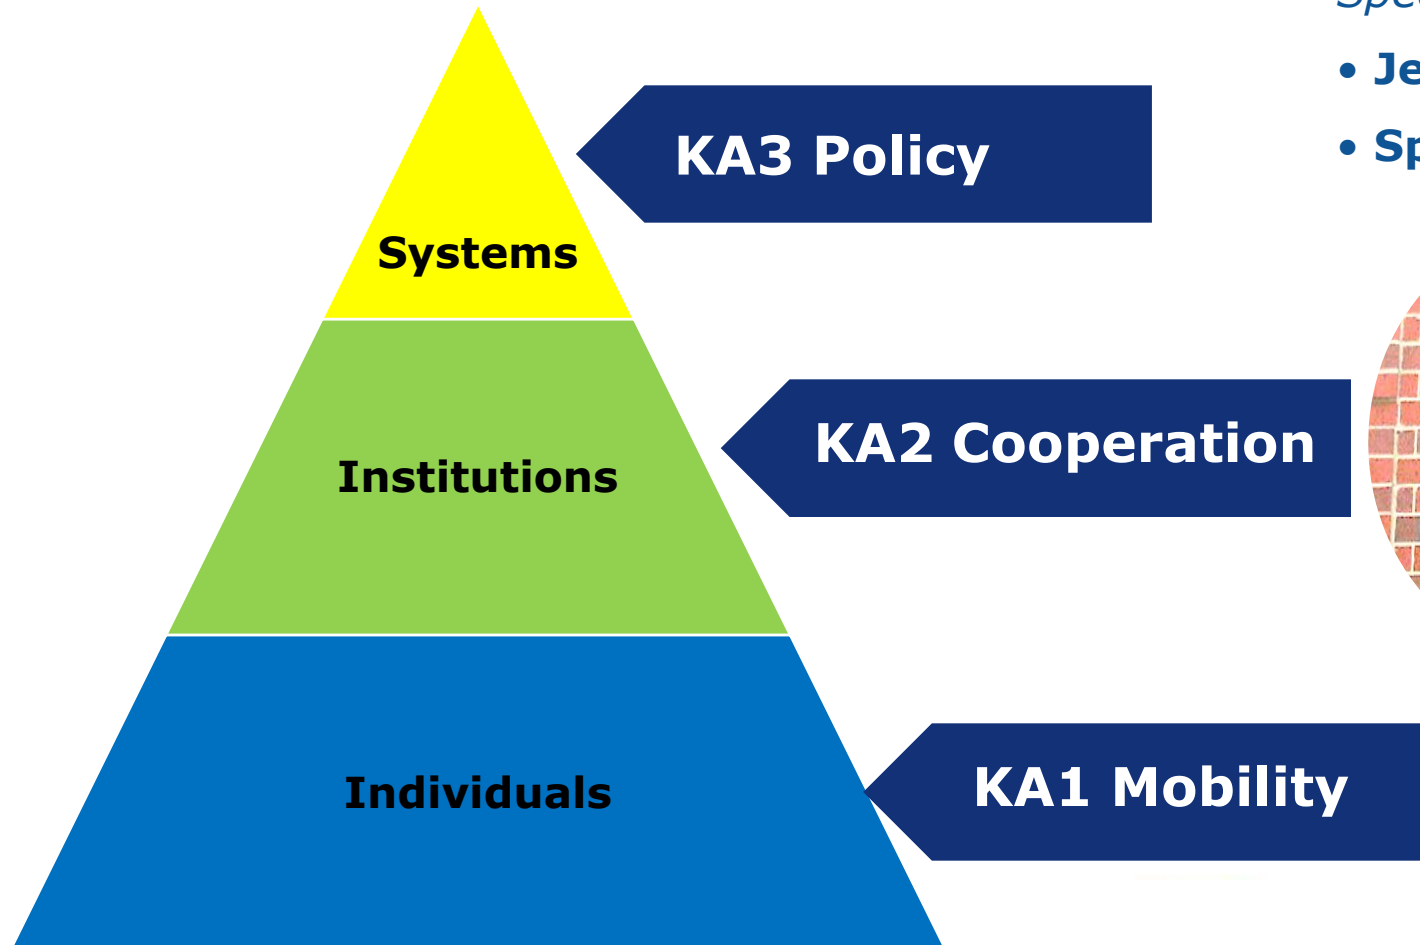 KA3 Policy
Systems
KA2 Cooperation
Institutions
KA1 Mobility
Individuals